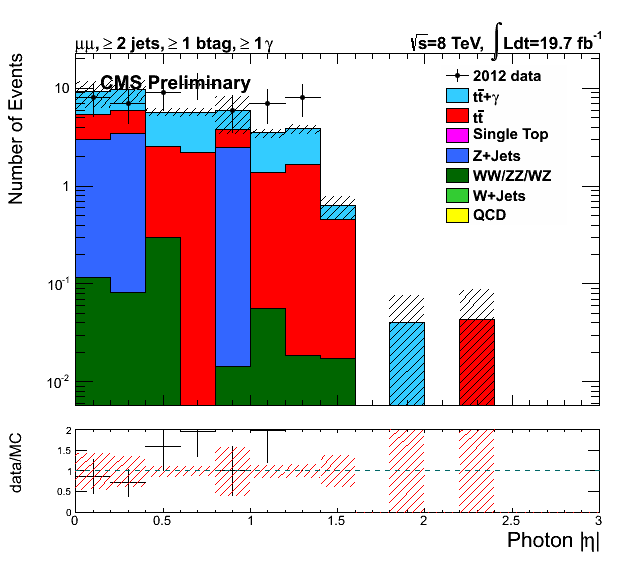 μμ, ≥ 2 jets, ≥ 1 btag, ≥ 1 γ
√s=8 TeV, ∫ Ldt=19.7 fb⁻¹
CMS Preliminary
2012 data
tt̄+γ
tt̄
Single Top
Z+Jets
WW/ZZ/WZ
W+Jets
QCD
Number of Events
10
1
10⁻¹
10⁻²
data/MC
2
1.5
1
0.5
0
0 0.5 1 1.5 2 2.5 3
Photon |η|